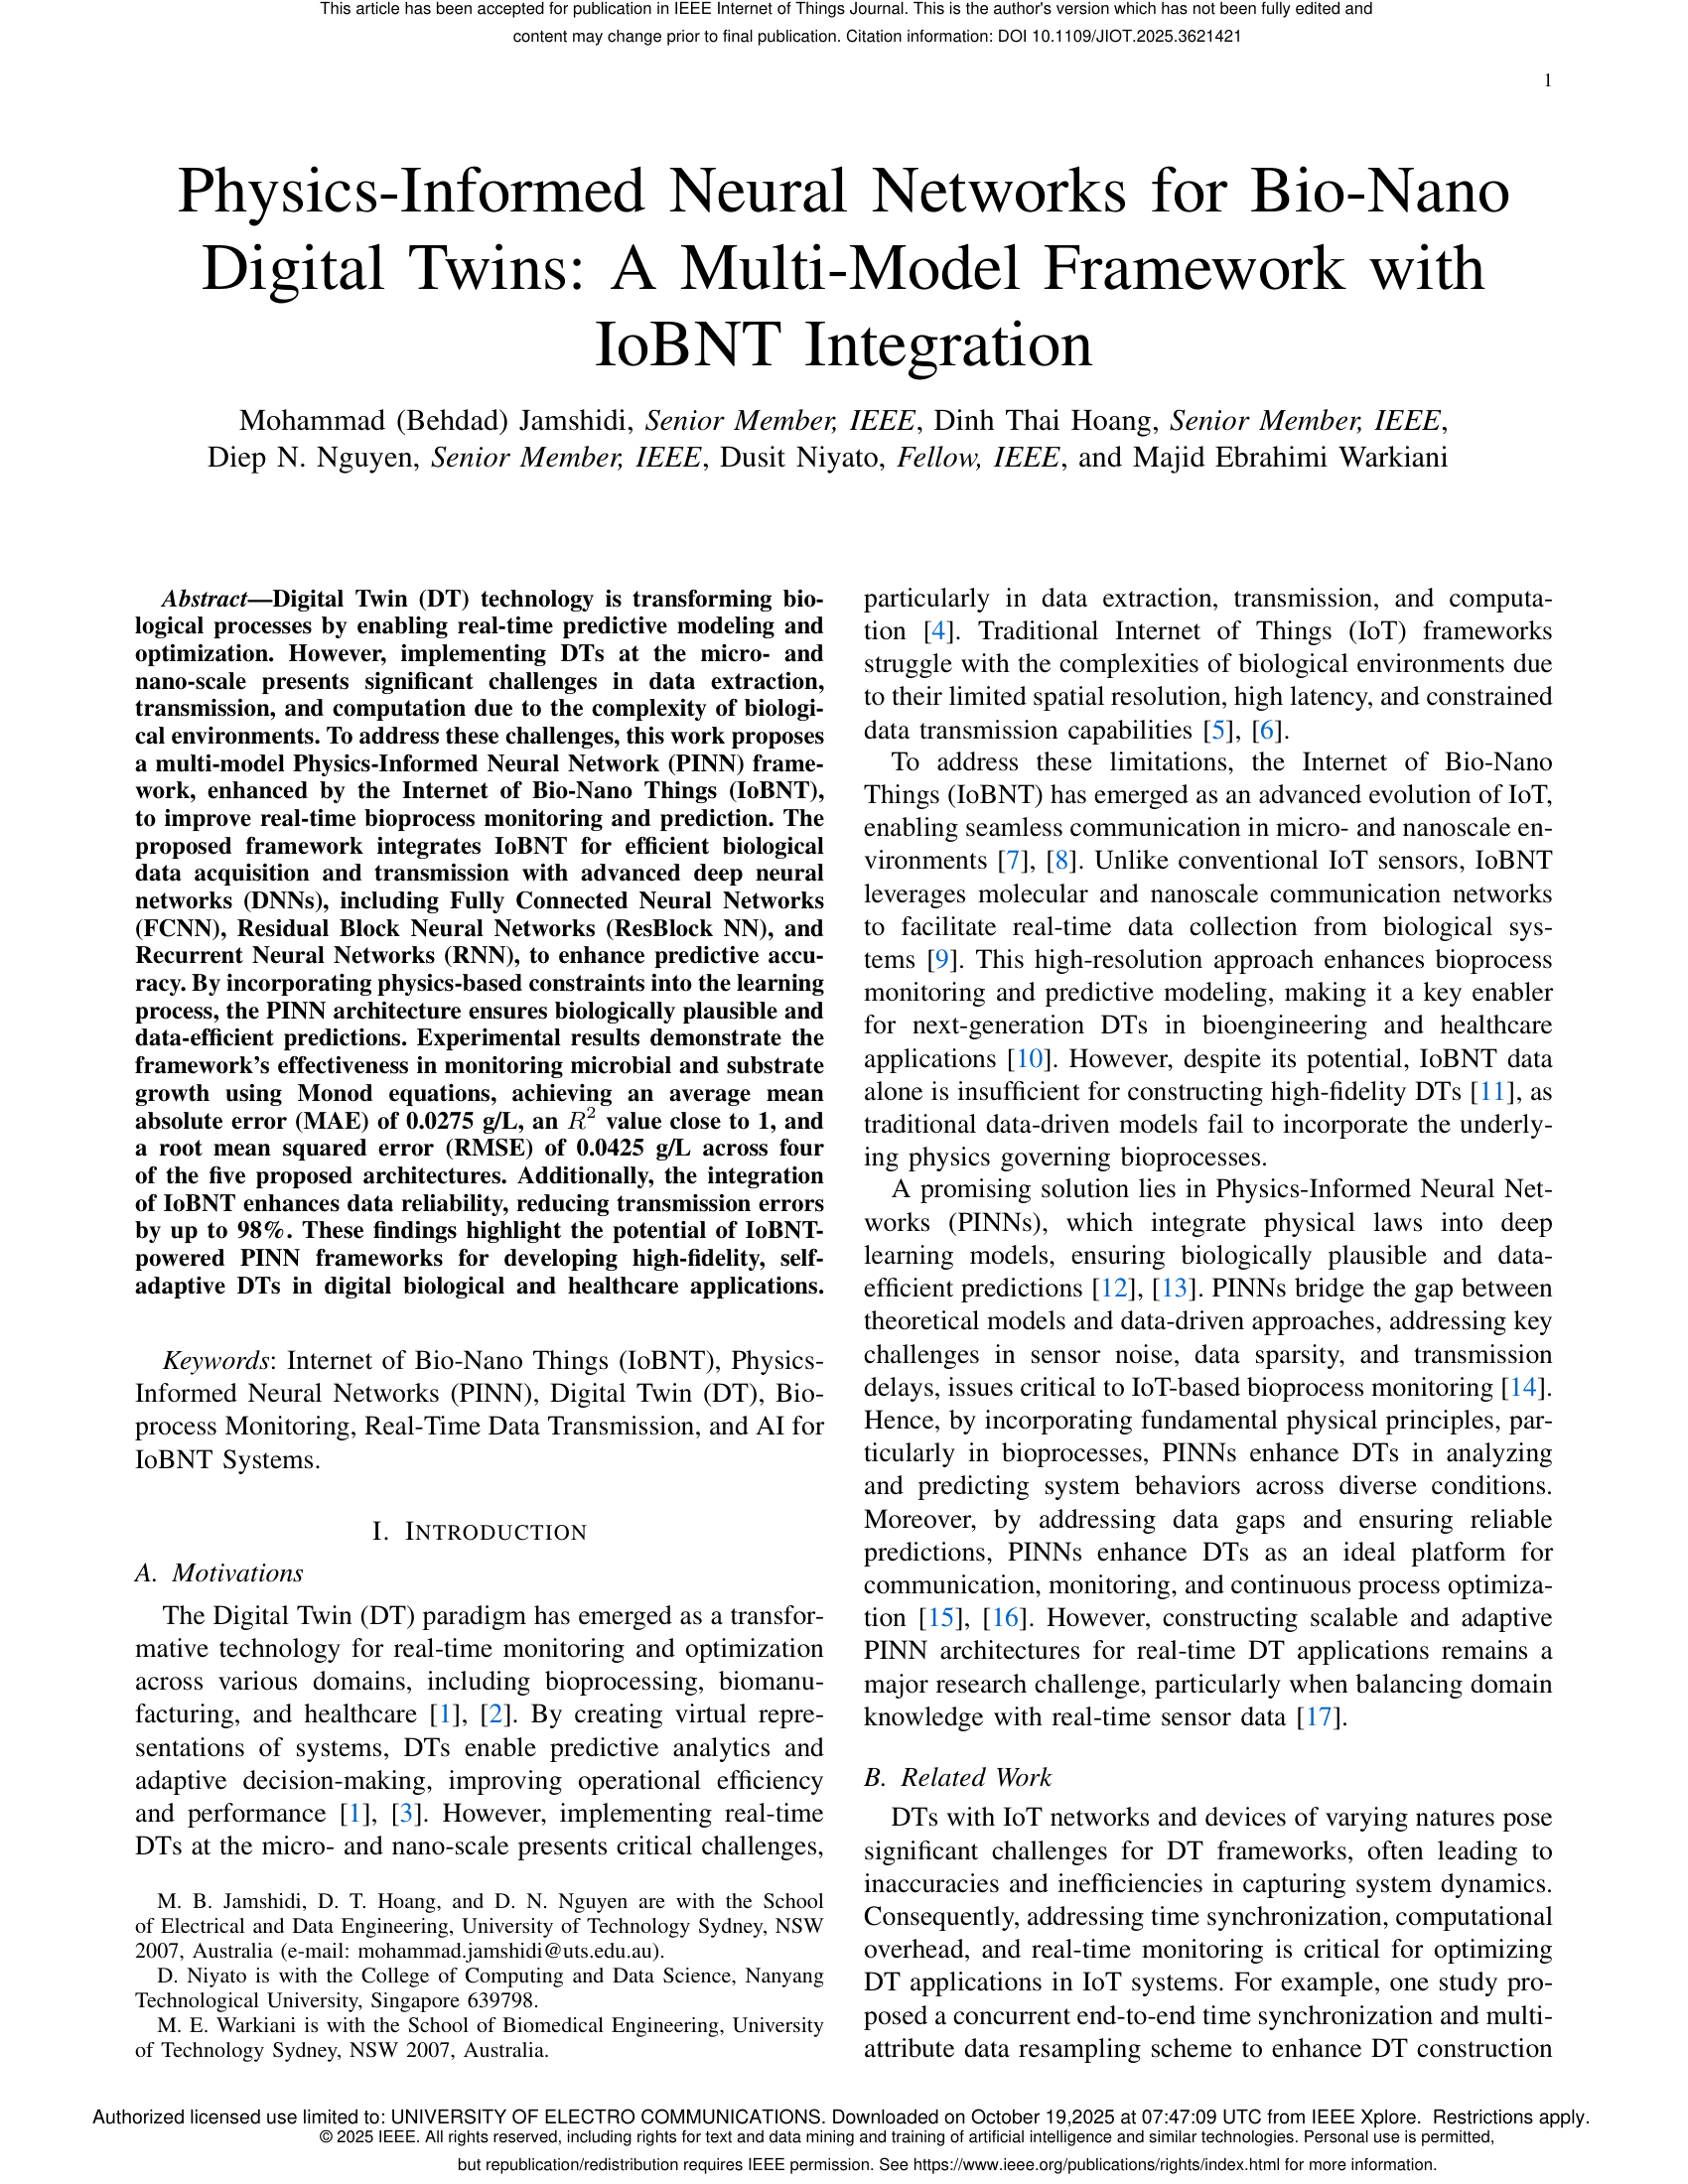 This article has been accepted for publication in IEEE Internet of Things Journal. This is the author's version which has not been fully edited and
content may change prior to final publication. Citation information: DOI 10.1109/JIOT.2025.3621421
1
Physics-Informed Neural Networks for Bio-Nano
Digital Twins: A Multi-Model Framework with
IoBNT Integration
Mohammad (Behdad) Jamshidi, Senior Member, IEEE, Dinh Thai Hoang, Senior Member, IEEE,
Diep N. Nguyen, Senior Member, IEEE, Dusit Niyato, Fellow, IEEE, and Majid Ebrahimi Warkiani
Abstract—Digital Twin (DT) technology is transforming bio-
logical processes by enabling real-time predictive modeling and
optimization. However, implementing DTs at the micro- and
nano-scale presents significant challenges in data extraction,
transmission, and computation due to the complexity of biologi-
cal environments. To address these challenges, this work proposes
a multi-model Physics-Informed Neural Network (PINN) frame-
work, enhanced by the Internet of Bio-Nano Things (IoBNT),
to improve real-time bioprocess monitoring and prediction. The
proposed framework integrates IoBNT for efficient biological
data acquisition and transmission with advanced deep neural
networks (DNNs), including Fully Connected Neural Networks
(FCNN), Residual Block Neural Networks (ResBlock NN), and
Recurrent Neural Networks (RNN), to enhance predictive accu-
racy. By incorporating physics-based constraints into the learning
process, the PINN architecture ensures biologically plausible and
data-efficient predictions. Experimental results demonstrate the
framework's effectiveness in monitoring microbial and substrate
growth using Monod equations, achieving an average mean
absolute error (MAE) of 0.0275 g/L, an R² value close to 1, and
a root mean squared error (RMSE) of 0.0425 g/L across four
of the five proposed architectures. Additionally, the integration
of IoBNT enhances data reliability, reducing transmission errors
by up to 98%. These findings highlight the potential of IoBNT-
powered PINN frameworks for developing high-fidelity, self-
adaptive DTs in digital biological and healthcare applications.
Keywords: Internet of Bio-Nano Things (IoBNT), Physics-
Informed Neural Networks (PINN), Digital Twin (DT), Bio-
process Monitoring, Real-Time Data Transmission, and AI for
IoBNT Systems.
I. INTRODUCTION
A. Motivations
The Digital Twin (DT) paradigm has emerged as a transfor-
mative technology for real-time monitoring and optimization
across various domains, including bioprocessing, biomanu-
facturing, and healthcare [1], [2]. By creating virtual repre-
sentations of systems, DTs enable predictive analytics and
adaptive decision-making, improving operational efficiency
and performance [1], [3]. However, implementing real-time
DTs at the micro- and nano-scale presents critical challenges,
M. B. Jamshidi, D. T. Hoang, and D. N. Nguyen are with the School
of Electrical and Data Engineering, University of Technology Sydney, NSW
2007, Australia (e-mail: mohammad.jamshidi@uts.edu.au).
D. Niyato is with the College of Computing and Data Science, Nanyang
Technological University, Singapore 639798.
M. E. Warkiani is with the School of Biomedical Engineering, University
of Technology Sydney, NSW 2007, Australia.
particularly in data extraction, transmission, and computa-
tion [4]. Traditional Internet of Things (IoT) frameworks
struggle with the complexities of biological environments due
to their limited spatial resolution, high latency, and constrained
data transmission capabilities [5], [6].
To address these limitations, the Internet of Bio-Nano
Things (IoBNT) has emerged as an advanced evolution of IoT,
enabling seamless communication in micro- and nanoscale en-
vironments [7], [8]. Unlike conventional IoT sensors, IoBNT
leverages molecular and nanoscale communication networks
to facilitate real-time data collection from biological sys-
tems [9]. This high-resolution approach enhances bioprocess
monitoring and predictive modeling, making it a key enabler
for next-generation DTs in bioengineering and healthcare
applications [10]. However, despite its potential, IoBNT data
alone is insufficient for constructing high-fidelity DTs [11], as
traditional data-driven models fail to incorporate the underly-
ing physics governing bioprocesses.
A promising solution lies in Physics-Informed Neural Net-
works (PINNs), which integrate physical laws into deep
learning models, ensuring biologically plausible and data-
efficient predictions [12], [13]. PINNs bridge the gap between
theoretical models and data-driven approaches, addressing key
challenges in sensor noise, data sparsity, and transmission
delays, issues critical to IoT-based bioprocess monitoring [14].
Hence, by incorporating fundamental physical principles, par-
ticularly in bioprocesses, PINNs enhance DTs in analyzing
and predicting system behaviors across diverse conditions.
Moreover, by addressing data gaps and ensuring reliable
predictions, PINNs enhance DTs as an ideal platform for
communication, monitoring, and continuous process optimiza-
tion [15], [16]. However, constructing scalable and adaptive
PINN architectures for real-time DT applications remains a
major research challenge, particularly when balancing domain
knowledge with real-time sensor data [17].
B. Related Work
DTs with IoT networks and devices of varying natures pose
significant challenges for DT frameworks, often leading to
inaccuracies and inefficiencies in capturing system dynamics.
Consequently, addressing time synchronization, computational
overhead, and real-time monitoring is critical for optimizing
DT applications in IoT systems. For example, one study pro-
posed a concurrent end-to-end time synchronization and multi-
attribute data resampling scheme to enhance DT construction
Authorized licensed use limited to: UNIVERSITY OF ELECTRO COMMUNICATIONS. Downloaded on October 19,2025 at 07:47:09 UTC from IEEE Xplore. Restrictions apply.
© 2025 IEEE. All rights reserved, including rights for text and data mining and training of artificial intelligence and similar technologies. Personal use is permitted,
but republication/redistribution requires IEEE permission. See https://www.ieee.org/publications/rights/index.html for more information.